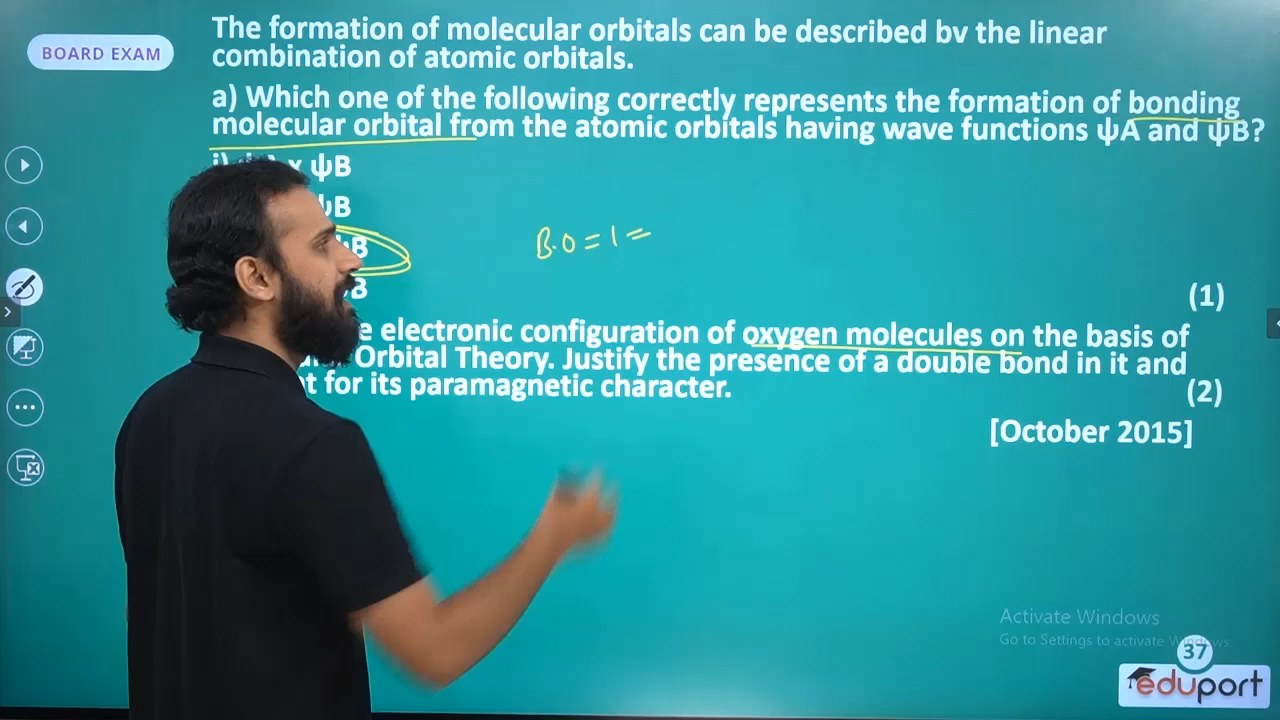 BOARD EXAM
The formation of molecular orbitals can be described by the linear
combination of atomic orbitals.
a) Which one of the following correctly represents the formation of bonding
molecular orbital from the atomic orbitals having wave functions ψA and ψB?
x ψB
ψB
B.O = 1 =
(1)
electronic configuration of oxygen molecules on the basis of
Orbital Theory. Justify the presence of a double bond in it and
for its paramagnetic character.
(2)
[October 2015]
Activate Windows
Go to Settings to activate Windows.
37
eduport